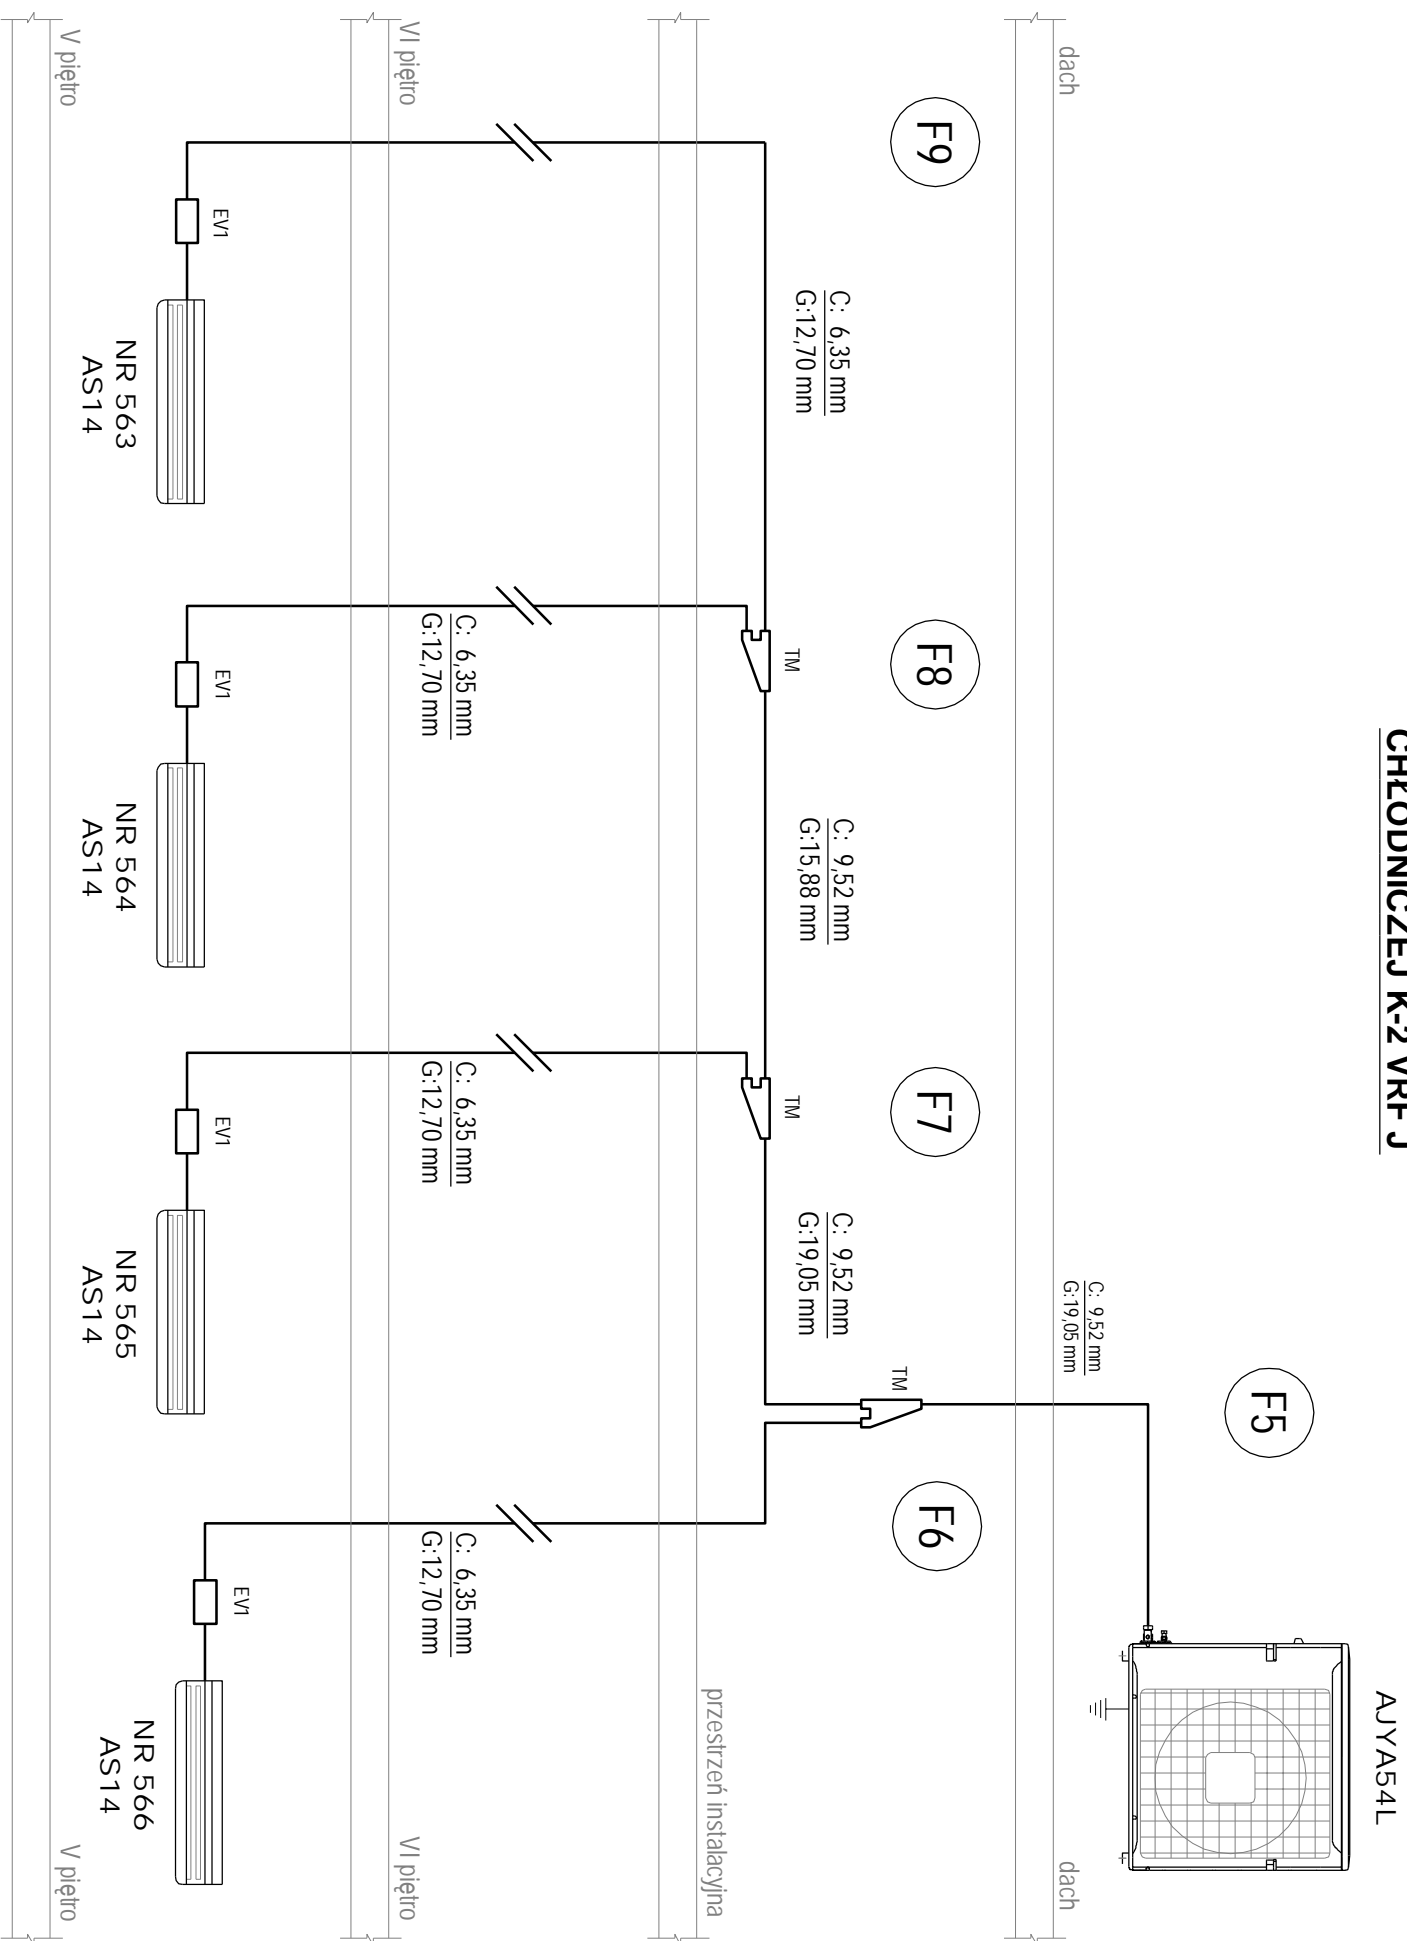 CHŁODNICZEJ K-2 VRF J
AJYA54L
F5
dach
dach
C: 9,52 mm
G:19,05 mm
F9
F8
F7
F6
TM
C: 6,35 mm
G:12,70 mm
TM
C: 9,52 mm
G:15,88 mm
TM
C: 9,52 mm
G:19,05 mm
przestrzeń instalacyjna
C: 6,35 mm
G:12,70 mm
C: 6,35 mm
G:12,70 mm
C: 6,35 mm
G:12,70 mm
VI piętro
VI piętro
EV1
EV1
EV1
EV1
NR 563
AS14
NR 564
AS14
NR 565
AS14
NR 566
AS14
V piętro
V piętro